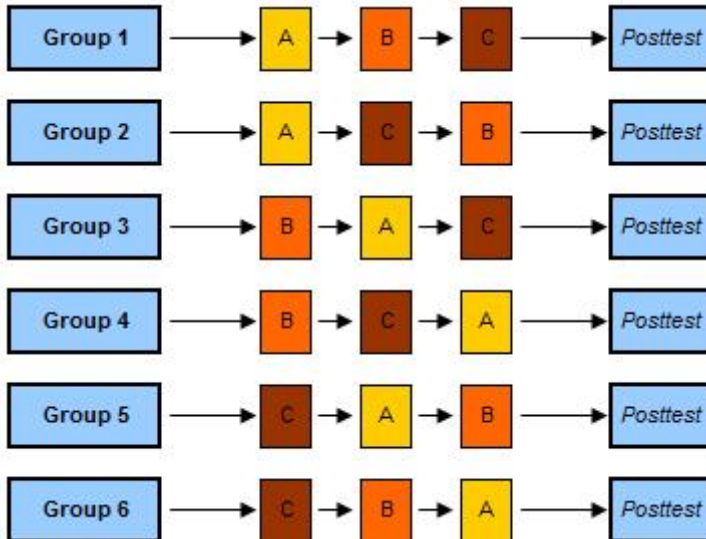 Group 1 A B C Posttest
Group 2 A C B Posttest
Group 3 B A C Posttest
Group 4 B C A Posttest
Group 5 C A B Posttest
Group 6 C B A Posttest